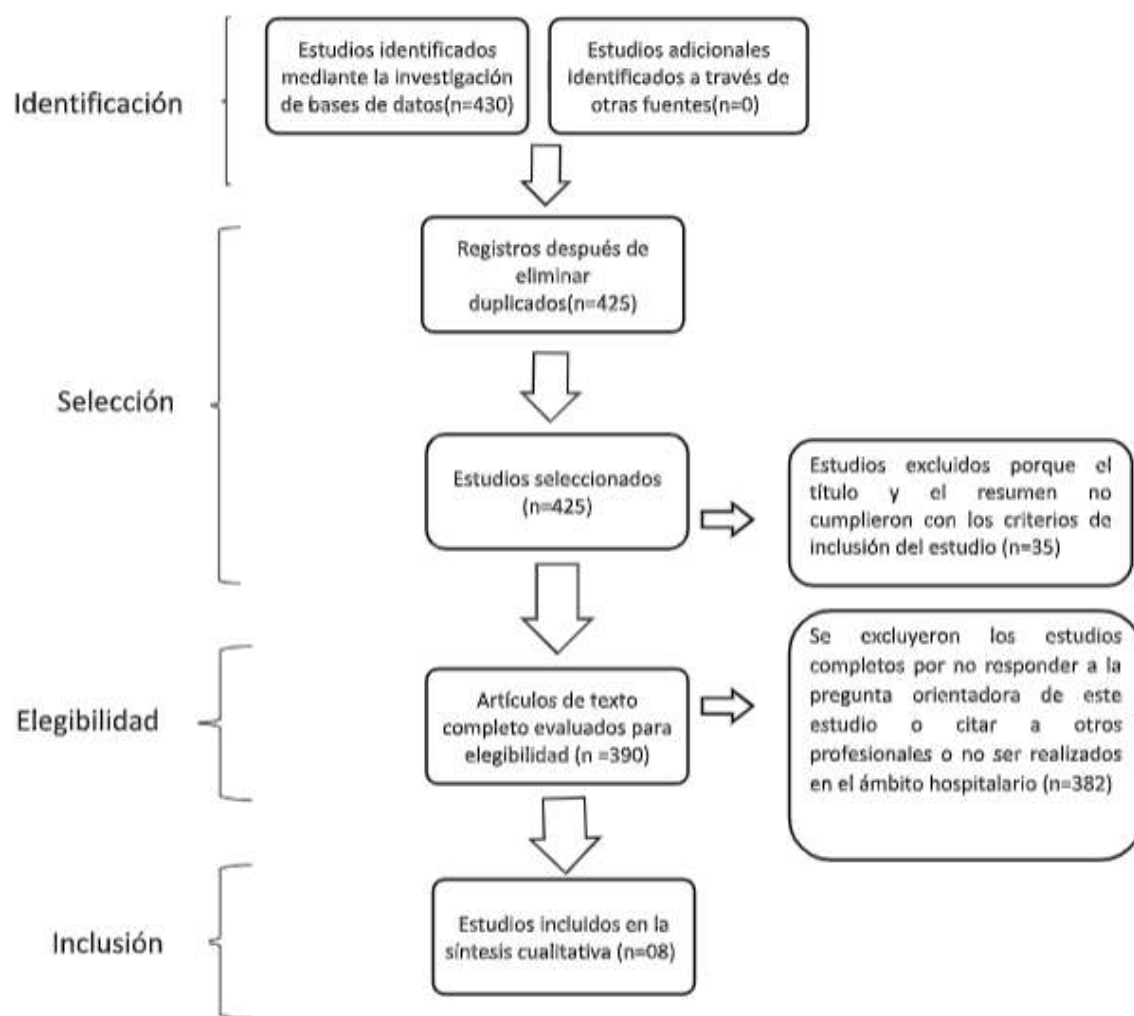 Identificación
Estudios identificados
mediante la investigación
de bases de datos(n=430)
Estudios adicionales
identificados a través de
otras fuentes(n=0)
Selección
Registros después de
eliminar
duplicados(n=425)
Estudios seleccionados
(n=425)
Estudios excluidos porque el
título y el resumen no
cumplieron con los criterios de
inclusión del estudio (n=35)
Elegibilidad
Artículos de texto
completo evaluados para
elegibilidad (n =390)
Se excluyeron los estudios
completos por no responder a la
pregunta orientadora de este
estudio o citar a otros
profesionales o no ser realizados
en el ámbito hospitalario (n=382)
Inclusión
Estudios incluidos en la
síntesis cualitativa (n=08)